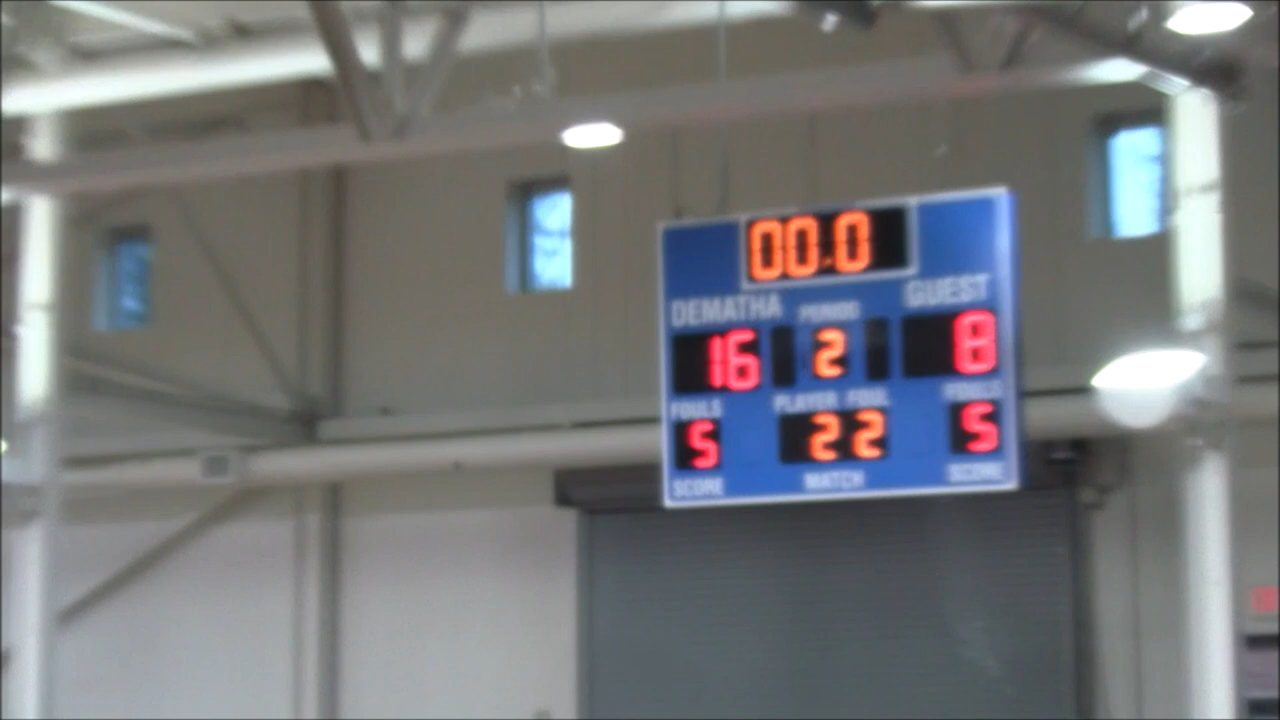 00.0
DEMATHA PERIOD GUEST
16 2 8
FOULS PLAYER FOUL FOULS
5 22 5
SCORE MATCH SCORE